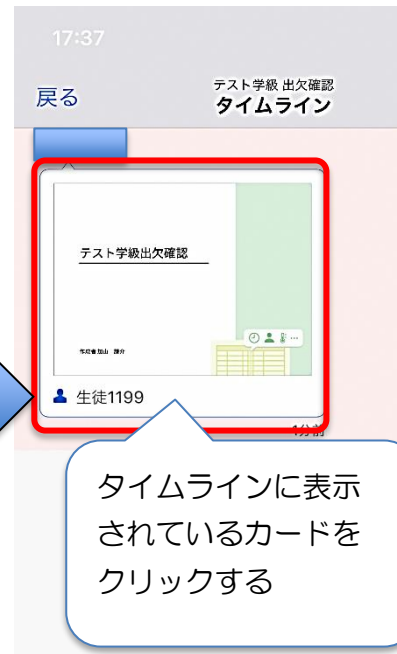 17:37
戻る
テスト学級 出欠確認
タイムライン
テスト学級出欠確認
生徒1199
1分前
タイムラインに表示
されているカードを
クリックする